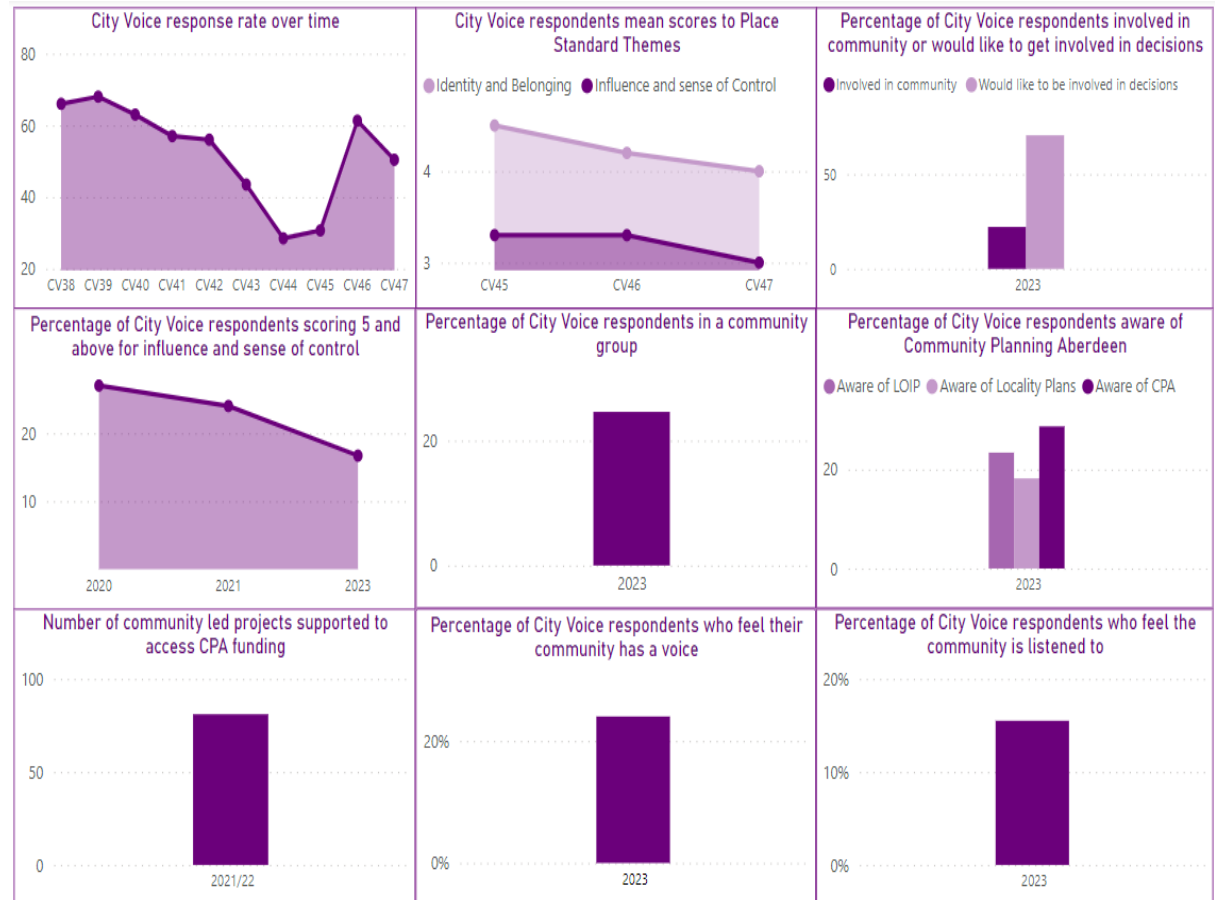 City Voice response rate over time
80
60
40
20
CV38 CV39 CV40 CV41 CV42 CV43 CV44 CV45 CV46 CV47
City Voice respondents mean scores to Place
Standard Themes
Identity and Belonging Influence and sense of Control
4
3
CV45 CV46 CV47
Percentage of City Voice respondents involved in
community or would like to get involved in decisions
Involved in community Would like to be involved in decisions
50
0
2023
Percentage of City Voice respondents scoring 5 and
above for influence and sense of control
20
10
2020 2021 2023
Percentage of City Voice respondents in a community
group
20
0
2023
Percentage of City Voice respondents aware of
Community Planning Aberdeen
Aware of LOIP Aware of Locality Plans Aware of CPA
20
0
2023
Number of community led projects supported to
access CPA funding
100
50
0
2021/22
Percentage of City Voice respondents who feel their
community has a voice
20%
0%
2023
Percentage of City Voice respondents who feel the
community is listened to
20%
10%
0%
2023